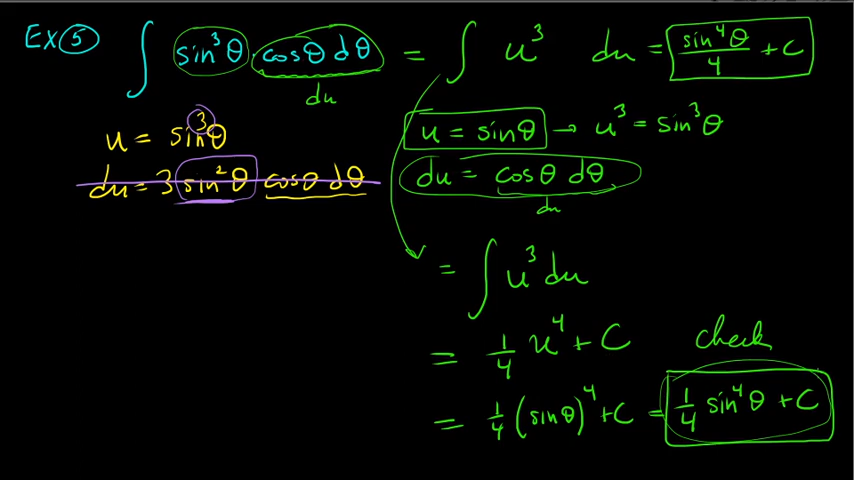 Ex ⑤ ∫ sin³θ · cosθ dθ = ∫ u³ du = sin⁴θ/4 + C
du
u = sin³θ
du = 3 sin²θ cosθ dθ
u = sinθ → u³ = sin³θ
du = cosθ dθ
du
= ∫ u³ du
= 1/4 u⁴ + C
check
= 1/4 (sinθ)⁴ + C = 1/4 sin⁴θ + C